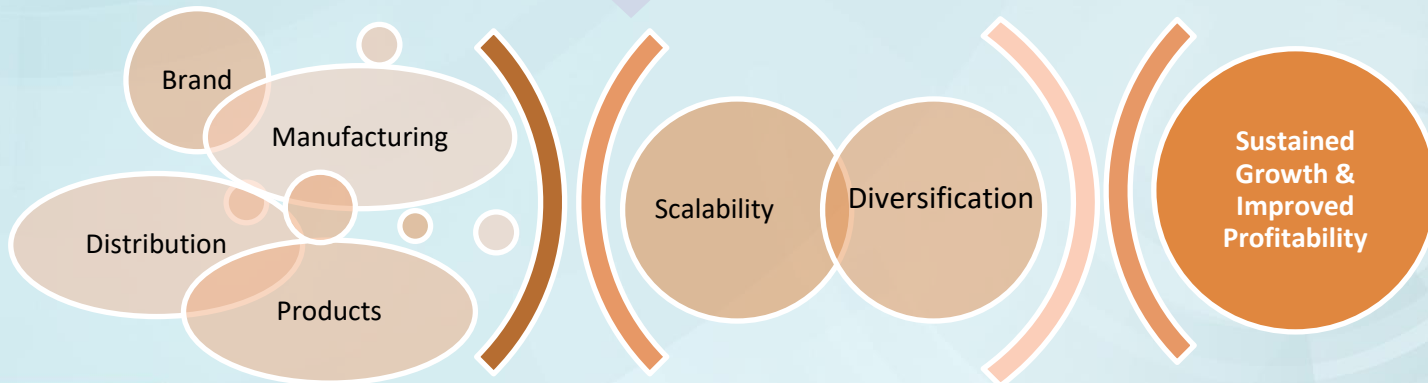 Brand
Manufacturing
Distribution
Products
Scalability
Diversification
Sustained
Growth &
Improved
Profitability